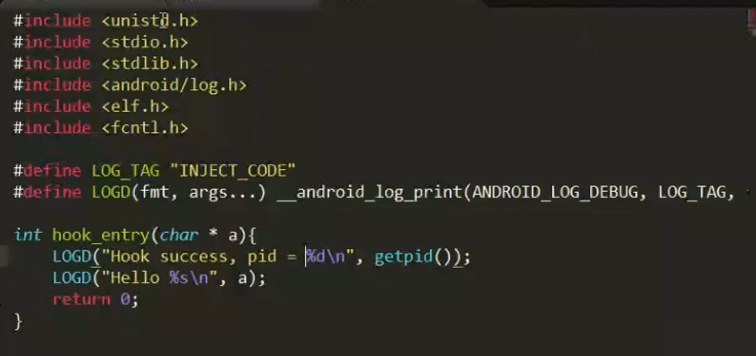 #include <unistd.h>
#include <stdio.h>
#include <stdlib.h>
#include <android/log.h>
#include <elf.h>
#include <fcntl.h>
#define LOG_TAG "INJECT_CODE"
#define LOGD(fmt, args...) __android_log_print(ANDROID_LOG_DEBUG, LOG_TAG,
int hook_entry(char * a){
    LOGD("Hook success, pid = %d\n", getpid());
    LOGD("Hello %s\n", a);
    return 0;
}